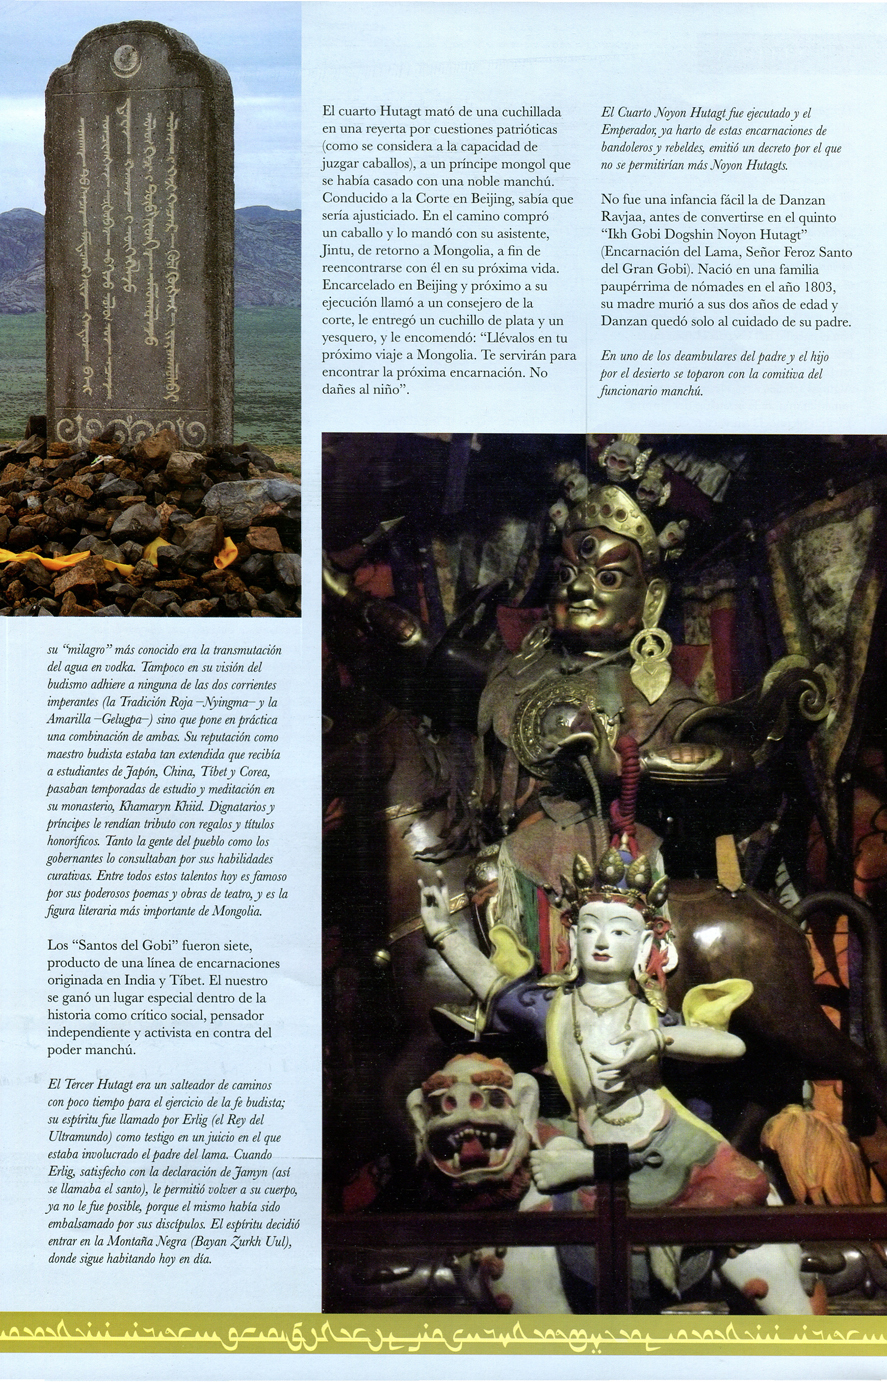 su “milagro” más conocido era la transmutación
del agua en vodka. Tampoco en su visión del
budismo adhiere a ninguna de las dos corrientes
imperantes (la Tradición Roja –Nyingma– y la
Amarilla –Gelugpa–) sino que pone en práctica
una combinación de ambas. Su reputación como
maestro budista estaba tan extendida que recibía
a estudiantes de Japón, China, Tíbet y Corea,
pasaban temporadas de estudio y meditación en
su monasterio, Khamaryn Khiid. Dignatarios y
príncipes le rendían tributo con regalos y títulos
honoríficos. Tanto la gente del pueblo como los
gobernantes lo consultaban por sus habilidades
curativas. Entre todos estos talentos hoy es famoso
por sus poderosos poemas y obras de teatro, y es la
figura literaria más importante de Mongolia.
Los “Santos del Gobi” fueron siete,
producto de una línea de encarnaciones
originada en India y Tíbet. El nuestro
se ganó un lugar especial dentro de la
historia como crítico social, pensador
independiente y activista en contra del
poder manchú.
El Tercer Hutagt era un salteador de caminos
con poco tiempo para el ejercicio de la fe budista;
su espíritu fue llamado por Erlig (el Rey del
Ultramundo) como testigo en un juicio en el que
estaba involucrado el padre del lama. Cuando
Erlig, satisfecho con la declaración de Jamyn (así
se llamaba el santo), le permitió volver a su cuerpo,
ya no le fue posible, porque el mismo había sido
embalsamado por sus discípulos. El espíritu decidió
entrar en la Montaña Negra (Bayan Zurkh Uul),
donde sigue habitando hoy en día.
El cuarto Hutagt mató de una cuchillada
en una reyerta por cuestiones patrióticas
(como se considera a la capacidad de
juzgar caballos), a un príncipe mongol que
se había casado con una noble manchú.
Conducido a la Corte en Beijing, sabía que
sería ajusticiado. En el camino compró
un caballo y lo mandó con su asistente,
Jintu, de retorno a Mongolia, a fin de
reencontrarse con él en su próxima vida.
Encarcelado en Beijing y próximo a su
ejecución llamó a un consejero de la
corte, le entregó un cuchillo de plata y un
yesquero, y le encomendó: “Llévalos en tu
próximo viaje a Mongolia. Te servirán para
encontrar la próxima encarnación. No
dañes al niño”.
El Cuarto Noyon Hutagt fue ejecutado y el
Emperador, ya harto de estas encarnaciones de
bandoleros y rebeldes, emitió un decreto por el que
no se permitirían más Noyon Hutagts.
No fue una infancia fácil la de Danzan
Ravjaa, antes de convertirse en el quinto
“Ikh Gobi Dogshin Noyon Hutagt”
(Encarnación del Lama, Señor Feroz Santo
del Gran Gobi). Nació en una familia
paupérrima de nómades en el año 1803,
su madre murió a sus dos años de edad y
Danzan quedó solo al cuidado de su padre.
En uno de los deambulares del padre y el hijo
por el desierto se toparon con la comitiva del
funcionario manchú.